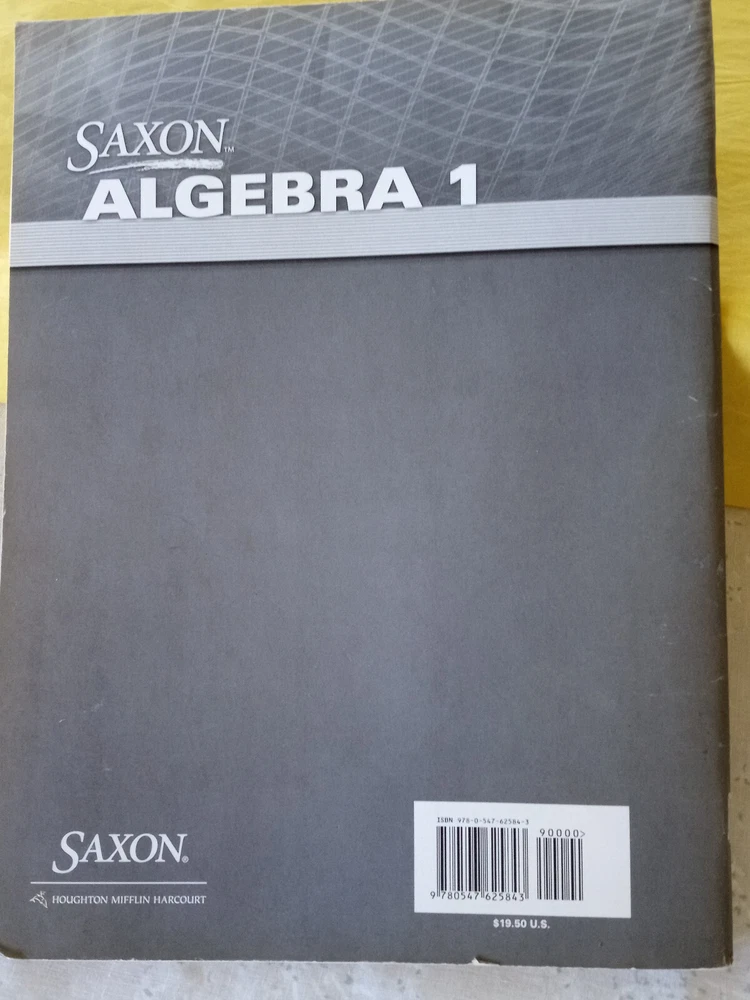 SAXON™
ALGEBRA 1
SAXON®
HOUGHTON MIFFLIN HARCOURT
ISBN 978-0-547-62584-3
90000>
9 780547 625843
$19.50 U.S.